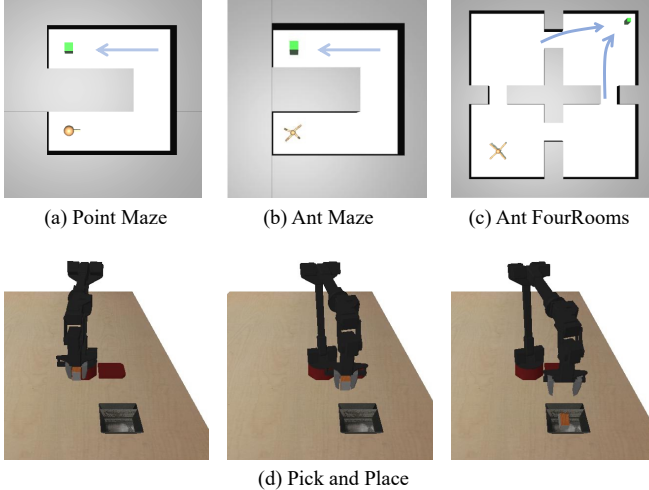 (a) Point Maze
(b) Ant Maze
(c) Ant FourRooms
(d) Pick and Place